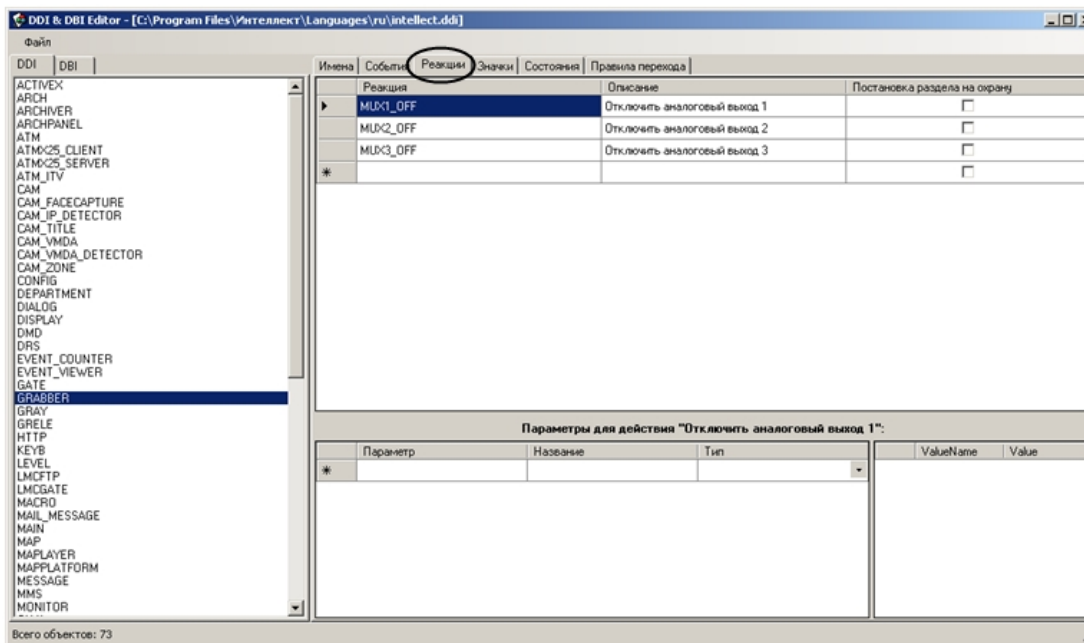 DDI & DBI Editor - [C:\Program Files\Интеллект\Languages\ru\intellect.ddi]
Файл
DDI DBI
Имена События Реакции Значки Состояния Правила перехода
ACTIVEX
ARCH
ARCHIVER
ARCHPANEL
ATM
ATMX25_CLIENT
ATMX25_SERVER
ATM_ITV
CAM
CAM_FACECAPTURE
CAM_IP_DETECTOR
CAM_TITLE
CAM_VMDA
CAM_VMDA_DETECTOR
CAM_ZONE
CONFIG
DEPARTMENT
DIALOG
DISPLAY
DMD
DRS
EVENT_COUNTER
EVENT_VIEWER
GATE
GRABBER
GRAY
GRELE
HTTP
KEYB
LEVEL
LMCFTP
LMCGATE
MACRO
MAIL_MESSAGE
MAIN
MAP
MAPLAYER
MAPPLATFORM
MESSAGE
MMS
MONITOR
Реакция Описание Постановка раздела на охрану
MUX1_OFF Отключить аналоговый выход 1
MUX2_OFF Отключить аналоговый выход 2
MUX3_OFF Отключить аналоговый выход 3
Параметры для действия "Отключить аналоговый выход 1":
Параметр Название Тип ValueName Value
Всего объектов: 73